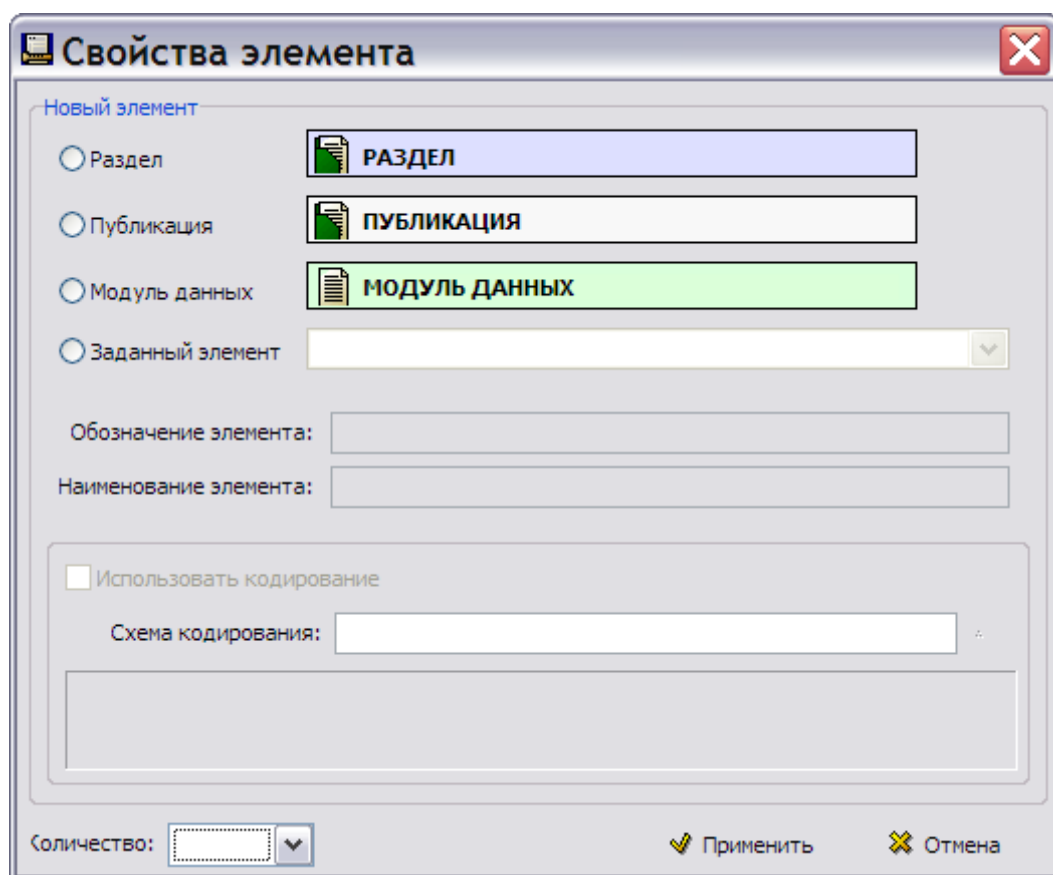 Свойства элемента
Новый элемент
Раздел РАЗДЕЛ
Публикация ПУБЛИКАЦИЯ
Модуль данных МОДУЛЬ ДАННЫХ
Заданный элемент
Обозначение элемента:
Наименование элемента:
Использовать кодирование
Схема кодирования:
Количество: Применить Отмена